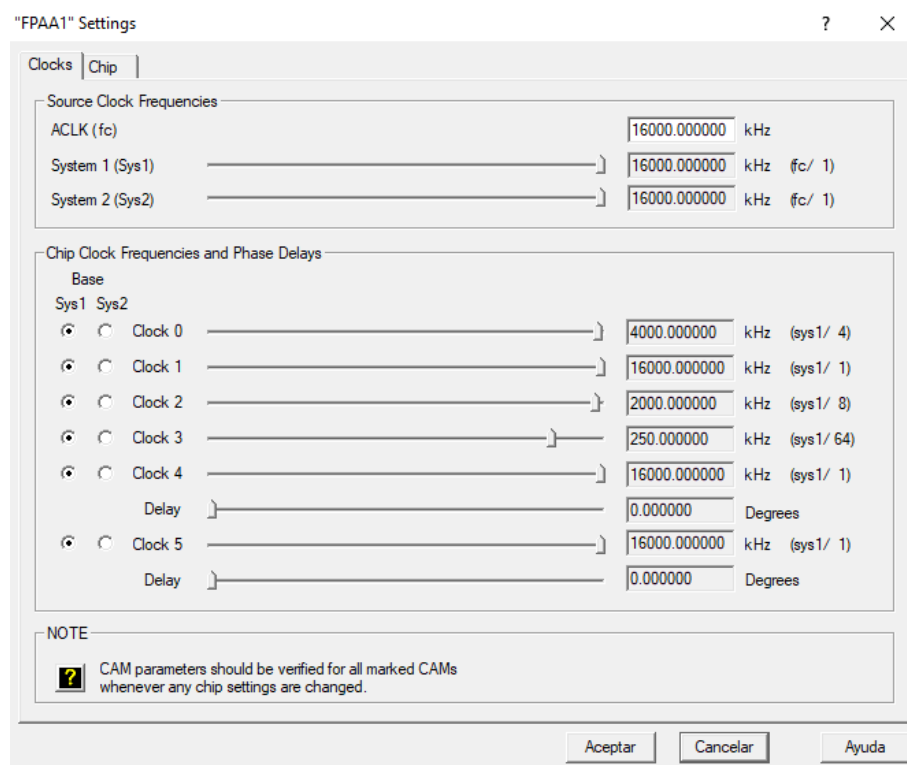 "FPAA1" Settings ? ×
Clocks Chip
Source Clock Frequencies
ACLK (fc) 16000.000000 kHz
System 1 (Sys1) 16000.000000 kHz (fc/ 1)
System 2 (Sys2) 16000.000000 kHz (fc/ 1)
Chip Clock Frequencies and Phase Delays
Base
Sys1 Sys2
Clock 0 4000.000000 kHz (sys1/ 4)
Clock 1 16000.000000 kHz (sys1/ 1)
Clock 2 2000.000000 kHz (sys1/ 8)
Clock 3 250.000000 kHz (sys1/ 64)
Clock 4 16000.000000 kHz (sys1/ 1)
Delay 0.000000 Degrees
Clock 5 16000.000000 kHz (sys1/ 1)
Delay 0.000000 Degrees
NOTE
? CAM parameters should be verified for all marked CAMs
whenever any chip settings are changed.
Aceptar Cancelar Ayuda